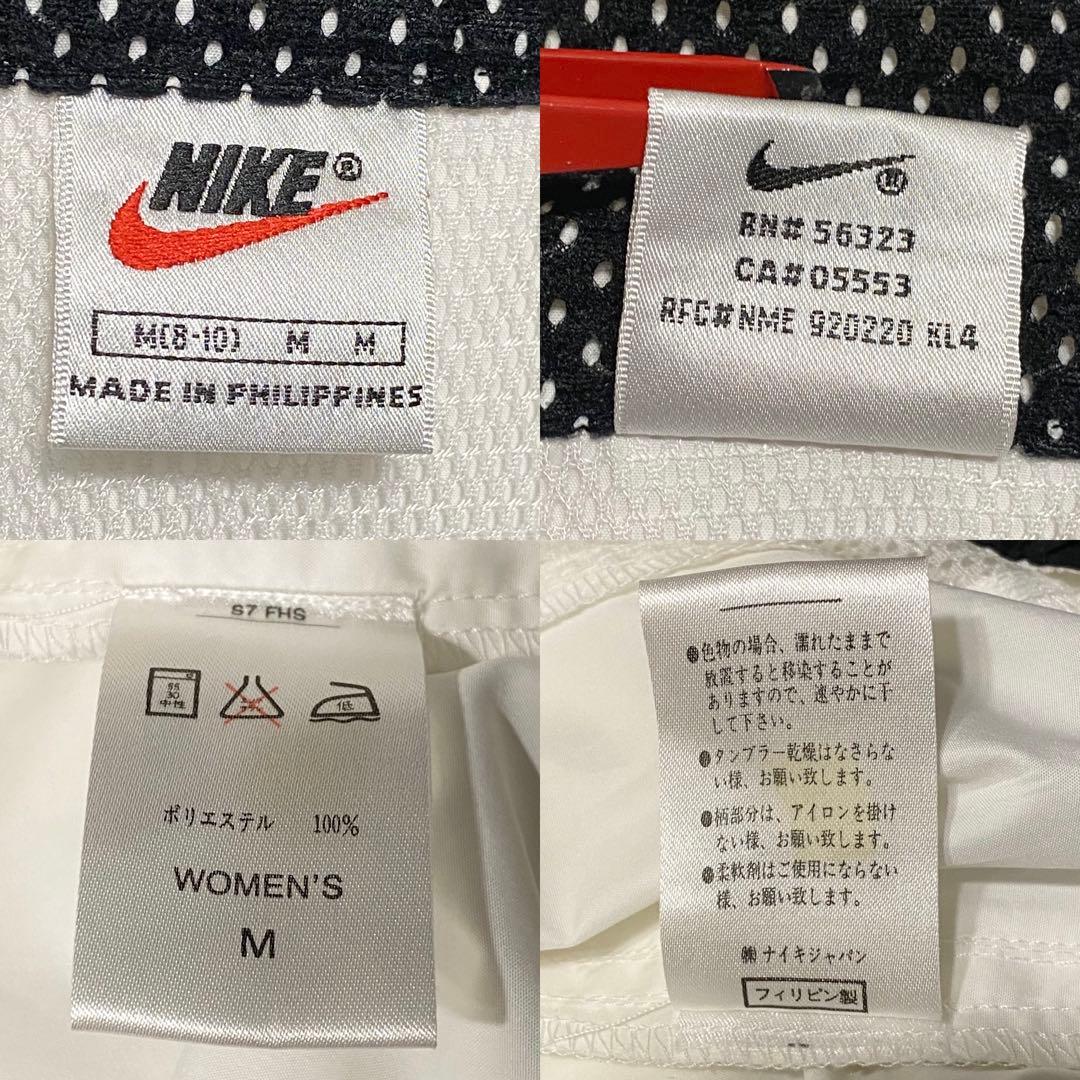 NIKE®
M(8-10) M M
MADE IN PHILIPPINES
®
RN# 56323
CA# 05553
RFC# NME 920220 KL4
S7 FHS
30
中性
低
ポリエステル 100%
WOMEN'S
M
●色物の場合、濡れたままで
放置すると移染することが
ありますので、速やかに干
して下さい。
●タンブラー乾燥はなさらな
い様、お願い致します。
●柄部分は、アイロンを掛け
ない様、お願い致します。
●柔軟剤はご使用にならない
様、お願い致します。
㈱ナイキジャパン
フィリピン製